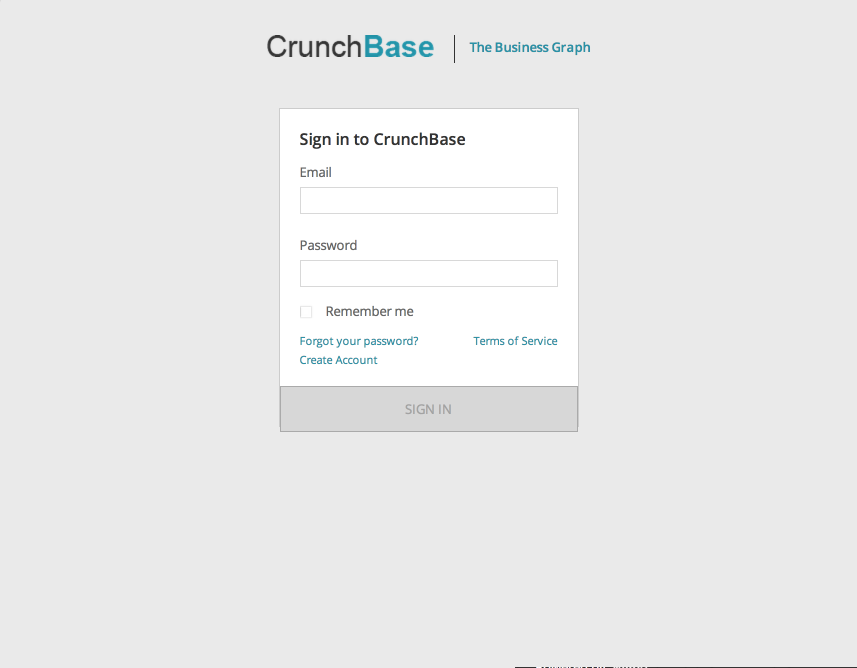 CrunchBase The Business Graph
Sign in to CrunchBase
Email
Password
Remember me
Forgot your password? Terms of Service
Create Account
SIGN IN